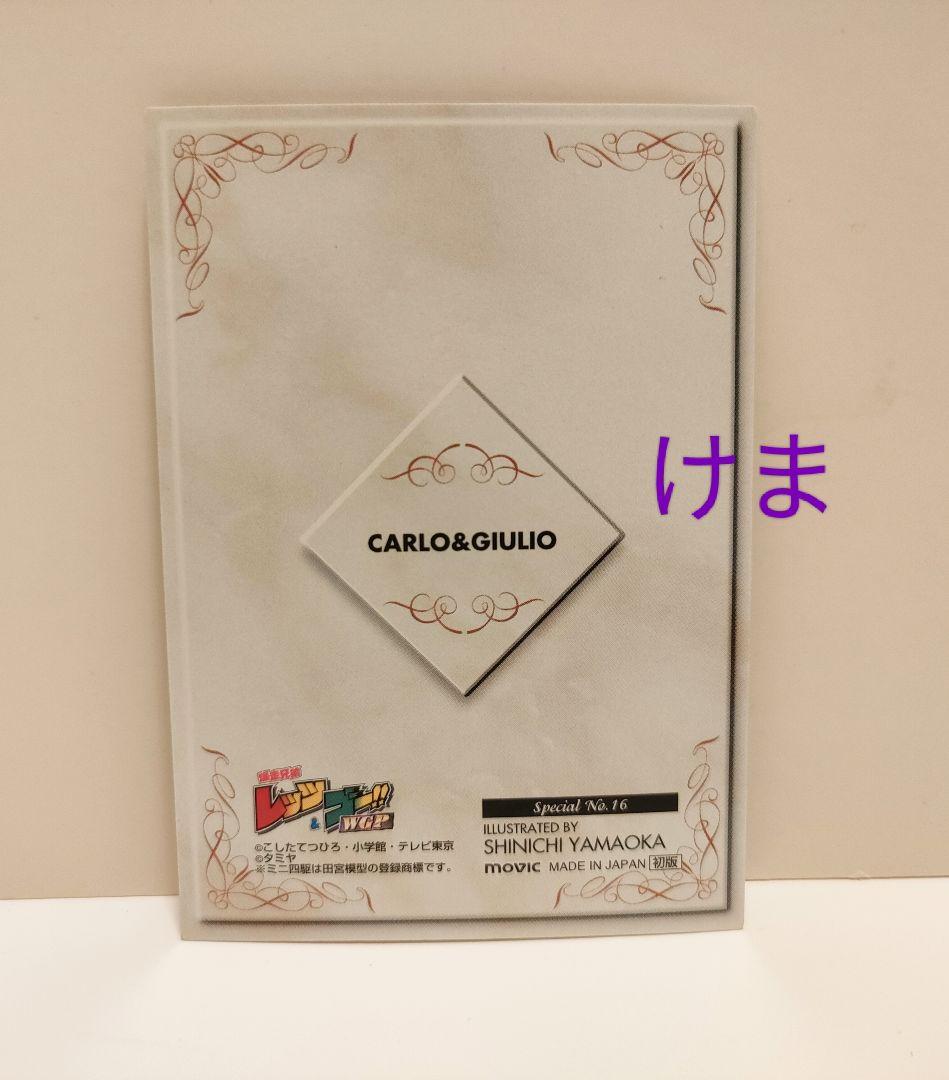 けま
CARLO&GIULIO
爆走兄弟
レッツ
&
ゴー!!
WGP
©こしたてつひろ・小学館・テレビ東京
©タミヤ
※ミニ四駆は田宮模型の登録商標です。
Special No.16
ILLUSTRATED BY
SHINICHI YAMAOKA
movic MADE IN JAPAN 初版